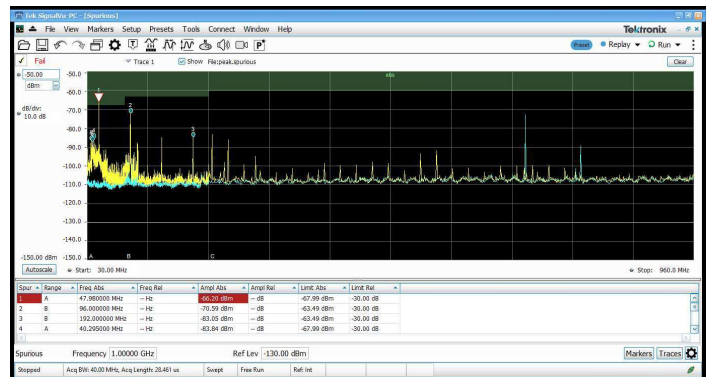 Tek SignalVu-PC - [Spurious]
File View Markers Setup Presets Tools Connect Window Help
Tektronix
Preset Replay Run
Fail Trace 1 Show File:peak.spurious Clear
-50.00
dBm
dB/div:
10.0 dB
-150.00 dBm
Autoscale
-50.0
-60.0
-70.0
-80.0
-90.0
-100.0
-110.0
-120.0
-130.0
-140.0
-150.0
abs
1
2
3
A B C
Start: 30.00 MHz Stop: 960.0 MHz
Spur Range Freq Abs Freq Rel Ampl Abs Ampl Rel Limit Abs Limit Rel
1 A 47.980000 MHz -- Hz -66.20 dBm -- dB -67.99 dBm -30.00 dB
2 B 96.000000 MHz -- Hz -70.59 dBm -- dB -63.49 dBm -30.00 dB
3 B 192.000000 MHz -- Hz -83.05 dBm -- dB -63.49 dBm -30.00 dB
4 A 40.295000 MHz -- Hz -83.84 dBm -- dB -67.99 dBm -30.00 dB
Spurious Frequency 1.00000 GHz Ref Lev -130.00 dBm Markers Traces
Stopped Acq BW: 40.00 MHz, Acq Length: 28.461 us Swept Free Run Ref: Int